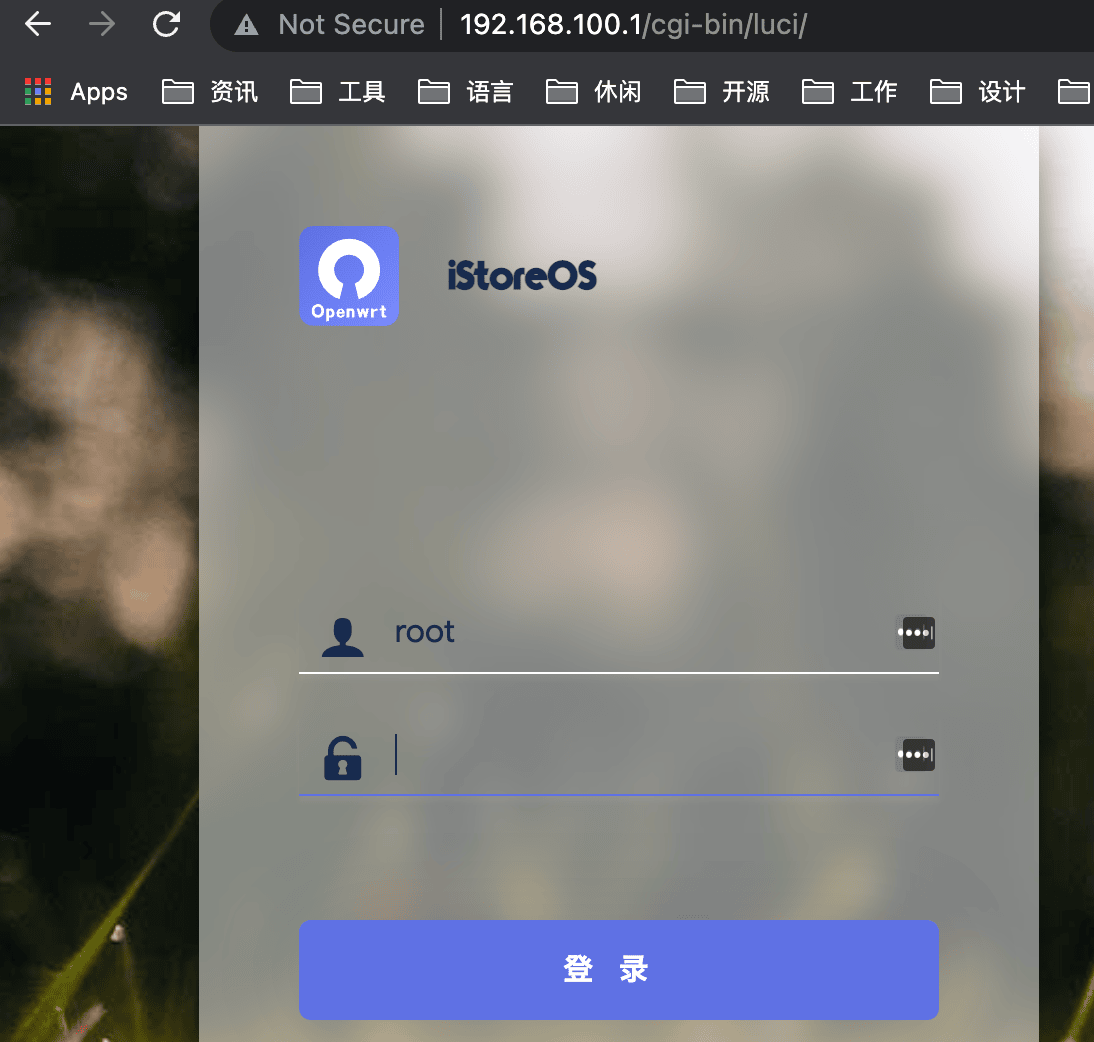 Not Secure 192.168.100.1/cgi-bin/luci/
Apps 资讯 工具 语言 休闲 开源 工作 设计
iStoreOS
Openwrt
root
登 录